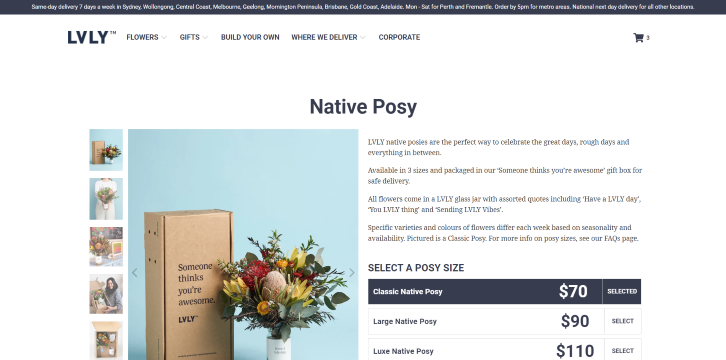 Same-day delivery 7 days a week in Sydney, Wollongong, Central Coast, Melbourne, Geelong, Mornington Peninsula, Brisbane, Gold Coast, Adelaide. Mon - Sat for Perth and Fremantle. Order by 5pm for metro areas. National next day delivery for all other locations.
LVLY™ FLOWERS GIFTS BUILD YOUR OWN WHERE WE DELIVER CORPORATE 3
Native Posy
LVLY native posies are the perfect way to celebrate the great days, rough days and
everything in between.
Available in 3 sizes and packaged in our 'Someone thinks you're awesome' gift box for
safe delivery.
All flowers come in a LVLY glass jar with assorted quotes including 'Have a LVLY day',
'You LVLY thing' and 'Sending LVLY Vibes'.
Specific varieties and colours of flowers differ each week based on seasonality and
availability. Pictured is a Classic Posy. For more info on posy sizes, see our FAQs page.
Someone
thinks
you're
awesome.
LVLY™
SELECT A POSY SIZE
Classic Native Posy $70 SELECTED
Large Native Posy $90 SELECT
Luxe Native Posy $110 SELECT